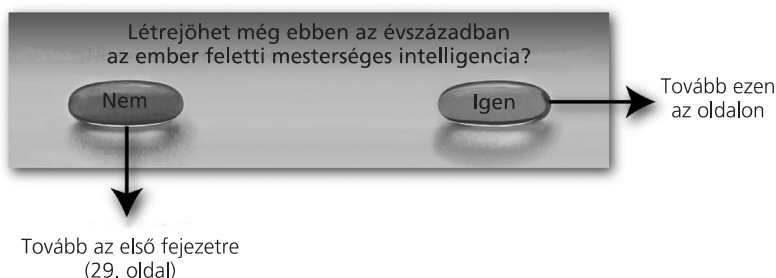 Létrejöhet még ebben az évszázadban
az ember feletti mesterséges intelligencia?
Nem
Igen
Tovább ezen
az oldalon
Tovább az első fejezetre
(29. oldal)